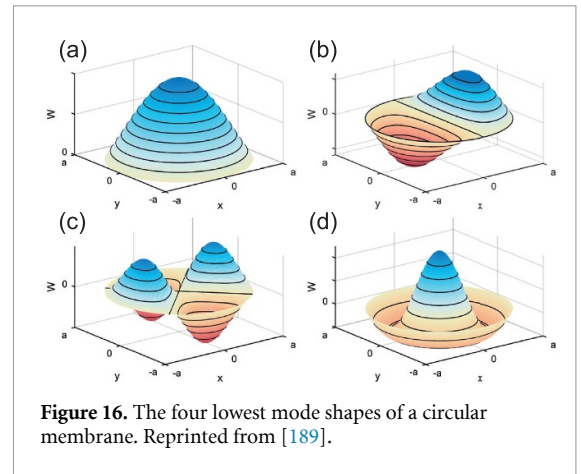 (a)
W
0
a
0
y
-a
-a
0
x
a
(b)
W
0
a
0
y
-a
-a
0
x
a
(c)
W
0
a
0
y
-a
-a
0
x
a
(d)
W
0
a
0
y
-a
-a
0
x
a
Figure 16. The four lowest mode shapes of a circular
membrane. Reprinted from [189].